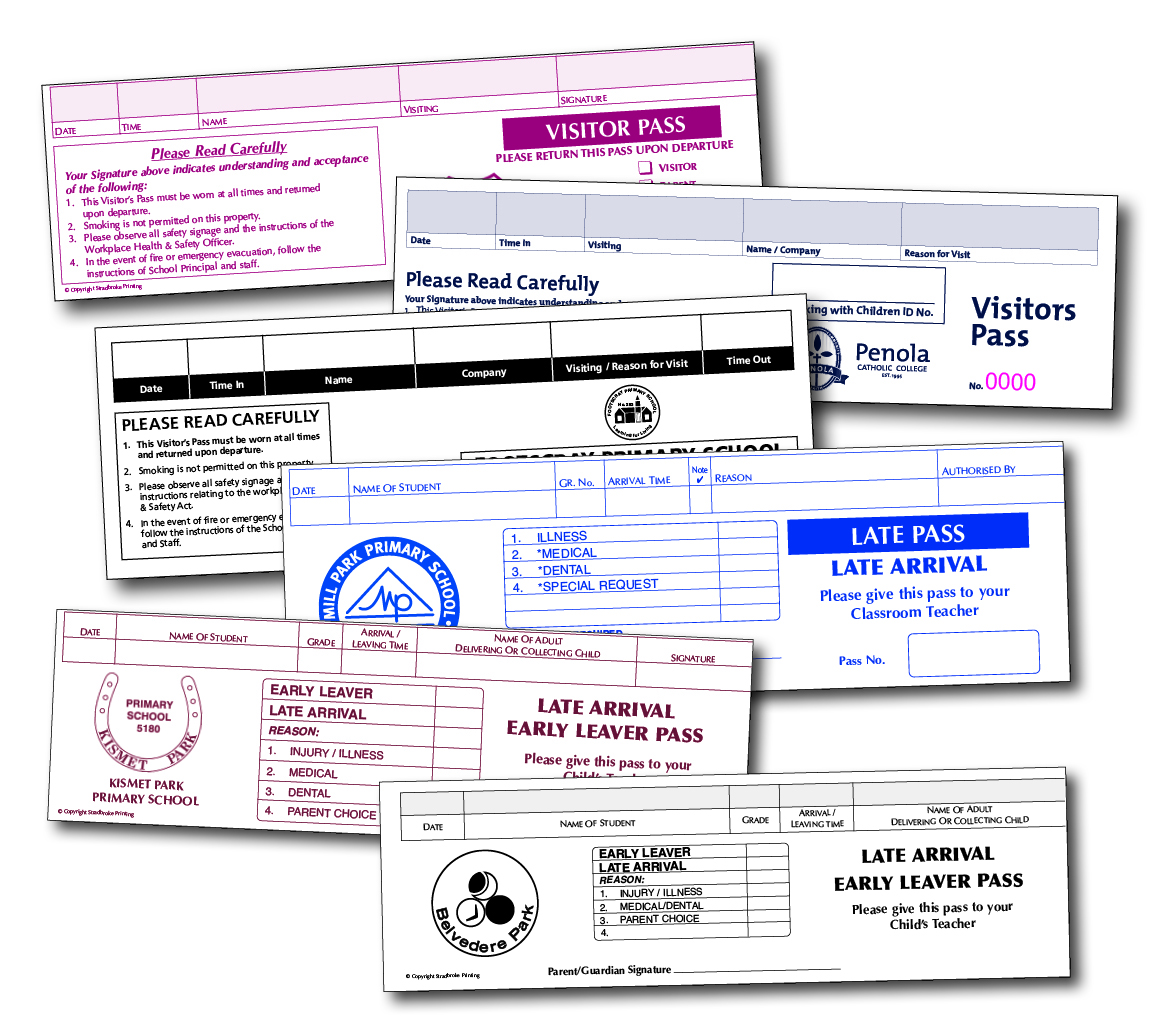 DATE
TIME
NAME
VISITING
SIGNATURE
VISITOR PASS
PLEASE RETURN THIS PASS UPON DEPARTURE
VISITOR
Please Read Carefully
Your Signature above indicates understanding and acceptance
of the following:
1. This Visitor's Pass must be worn at all times and returned
upon departure.
2. Smoking is not permitted on this property.
3. Please observe all safety signage and the instructions of the
Workplace Health & Safety Officer.
4. In the event of fire or emergency evacuation, follow the
instructions of School Principal and staff.
© Copyright Stradbroke Printing
Date
Time In
Visiting
Name / Company
Reason for Visit
Please Read Carefully
Your Signature above indicates understanding
with Children ID No.
Visitors
Pass
Penola
CATHOLIC COLLEGE
EST. 1995
No. 0000
Date
Time In
Name
Company
Visiting / Reason for Visit
Time Out
PLEASE READ CAREFULLY
1. This Visitor's Pass must be worn at all times
and returned upon departure.
2. Smoking is not permitted on this property
3. Please observe all safety signage
instructions relating to the
& Safety Act.
4. In the event of fire or emergency
follow the instructions of the
and Staff.
FOOTSCRAY PRIMARY SCHOOL
Learning for Living
FOOTSCRAY PRIMARY SCHOOL
DATE
NAME OF STUDENT
GR. No.
ARRIVAL TIME
Note
✓
REASON
AUTHORISED BY
MILL PARK PRIMARY SCHOOL
1. ILLNESS
2. *MEDICAL
3. *DENTAL
4. *SPECIAL REQUEST
LATE PASS
LATE ARRIVAL
Please give this pass to your
Classroom Teacher
Pass No.
DATE
NAME OF STUDENT
GRADE
ARRIVAL /
LEAVING TIME
NAME OF ADULT
DELIVERING OR COLLECTING CHILD
SIGNATURE
PRIMARY
SCHOOL
5180
KISMET PARK
KISMET PARK
PRIMARY SCHOOL
© Copyright Stradbroke Printing
EARLY LEAVER
LATE ARRIVAL
REASON:
1. INJURY / ILLNESS
2. MEDICAL
3. DENTAL
4. PARENT CHOICE
LATE ARRIVAL
EARLY LEAVER PASS
Please give this pass to your
Child's Teacher
DATE
NAME OF STUDENT
GRADE
ARRIVAL /
LEAVING TIME
NAME OF ADULT
DELIVERING OR COLLECTING CHILD
Belvedere Park
EARLY LEAVER
LATE ARRIVAL
REASON:
1. INJURY / ILLNESS
2. MEDICAL/DENTAL
3. PARENT CHOICE
4.
LATE ARRIVAL
EARLY LEAVER PASS
Please give this pass to your
Child's Teacher
Parent/Guardian Signature
© Copyright Stradbroke Printing